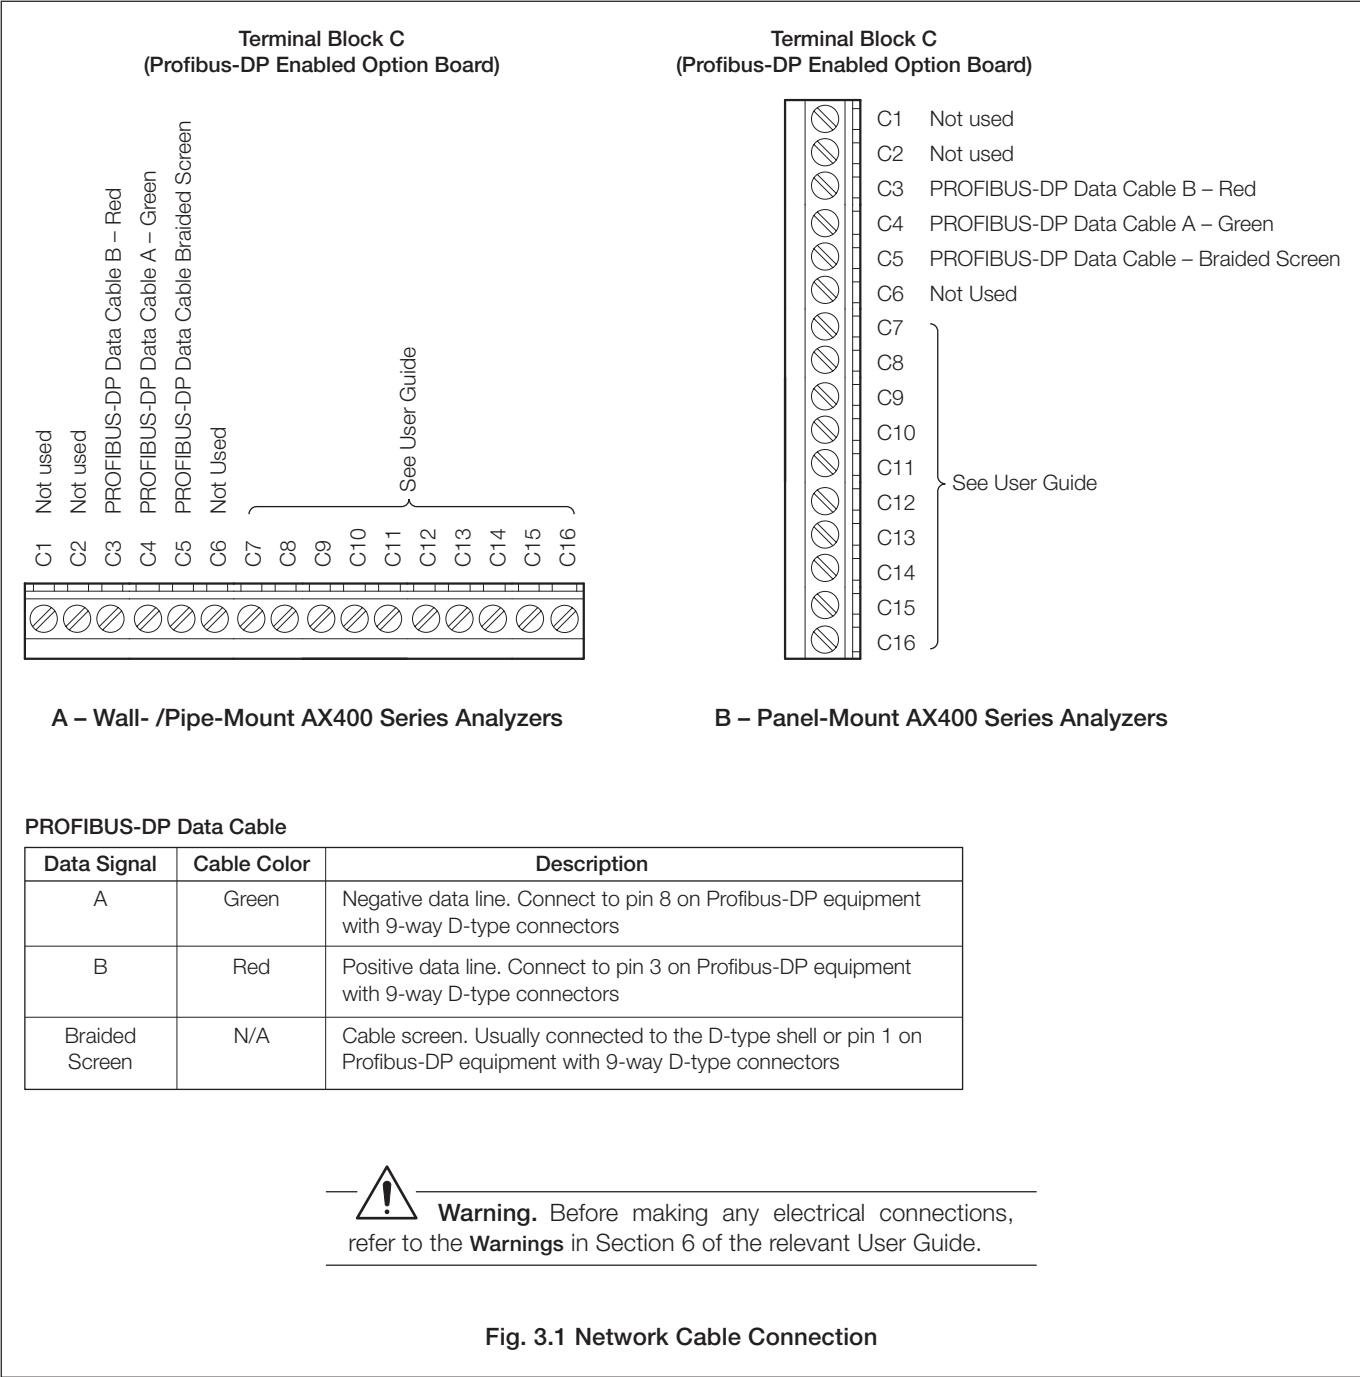 Terminal Block C
(Profibus-DP Enabled Option Board)
C1 Not used
C2 Not used
C3 PROFIBUS-DP Data Cable B – Red
C4 PROFIBUS-DP Data Cable A – Green
C5 PROFIBUS-DP Data Cable Braided Screen
C6 Not Used
C7
C8
C9
C10
C11
C12
C13
C14
C15
C16
See User Guide
A – Wall- /Pipe-Mount AX400 Series Analyzers
Terminal Block C
(Profibus-DP Enabled Option Board)
C1 Not used
C2 Not used
C3 PROFIBUS-DP Data Cable B – Red
C4 PROFIBUS-DP Data Cable A – Green
C5 PROFIBUS-DP Data Cable – Braided Screen
C6 Not Used
C7
C8
C9
C10
C11
C12
C13
C14
C15
C16
See User Guide
B – Panel-Mount AX400 Series Analyzers
PROFIBUS-DP Data Cable
Data Signal Cable Color Description
A Green Negative data line. Connect to pin 8 on Profibus-DP equipment
with 9-way D-type connectors
B Red Positive data line. Connect to pin 3 on Profibus-DP equipment
with 9-way D-type connectors
Braided N/A Cable screen. Usually connected to the D-type shell or pin 1 on
Screen Profibus-DP equipment with 9-way D-type connectors
Warning. Before making any electrical connections,
refer to the Warnings in Section 6 of the relevant User Guide.
Fig. 3.1 Network Cable Connection